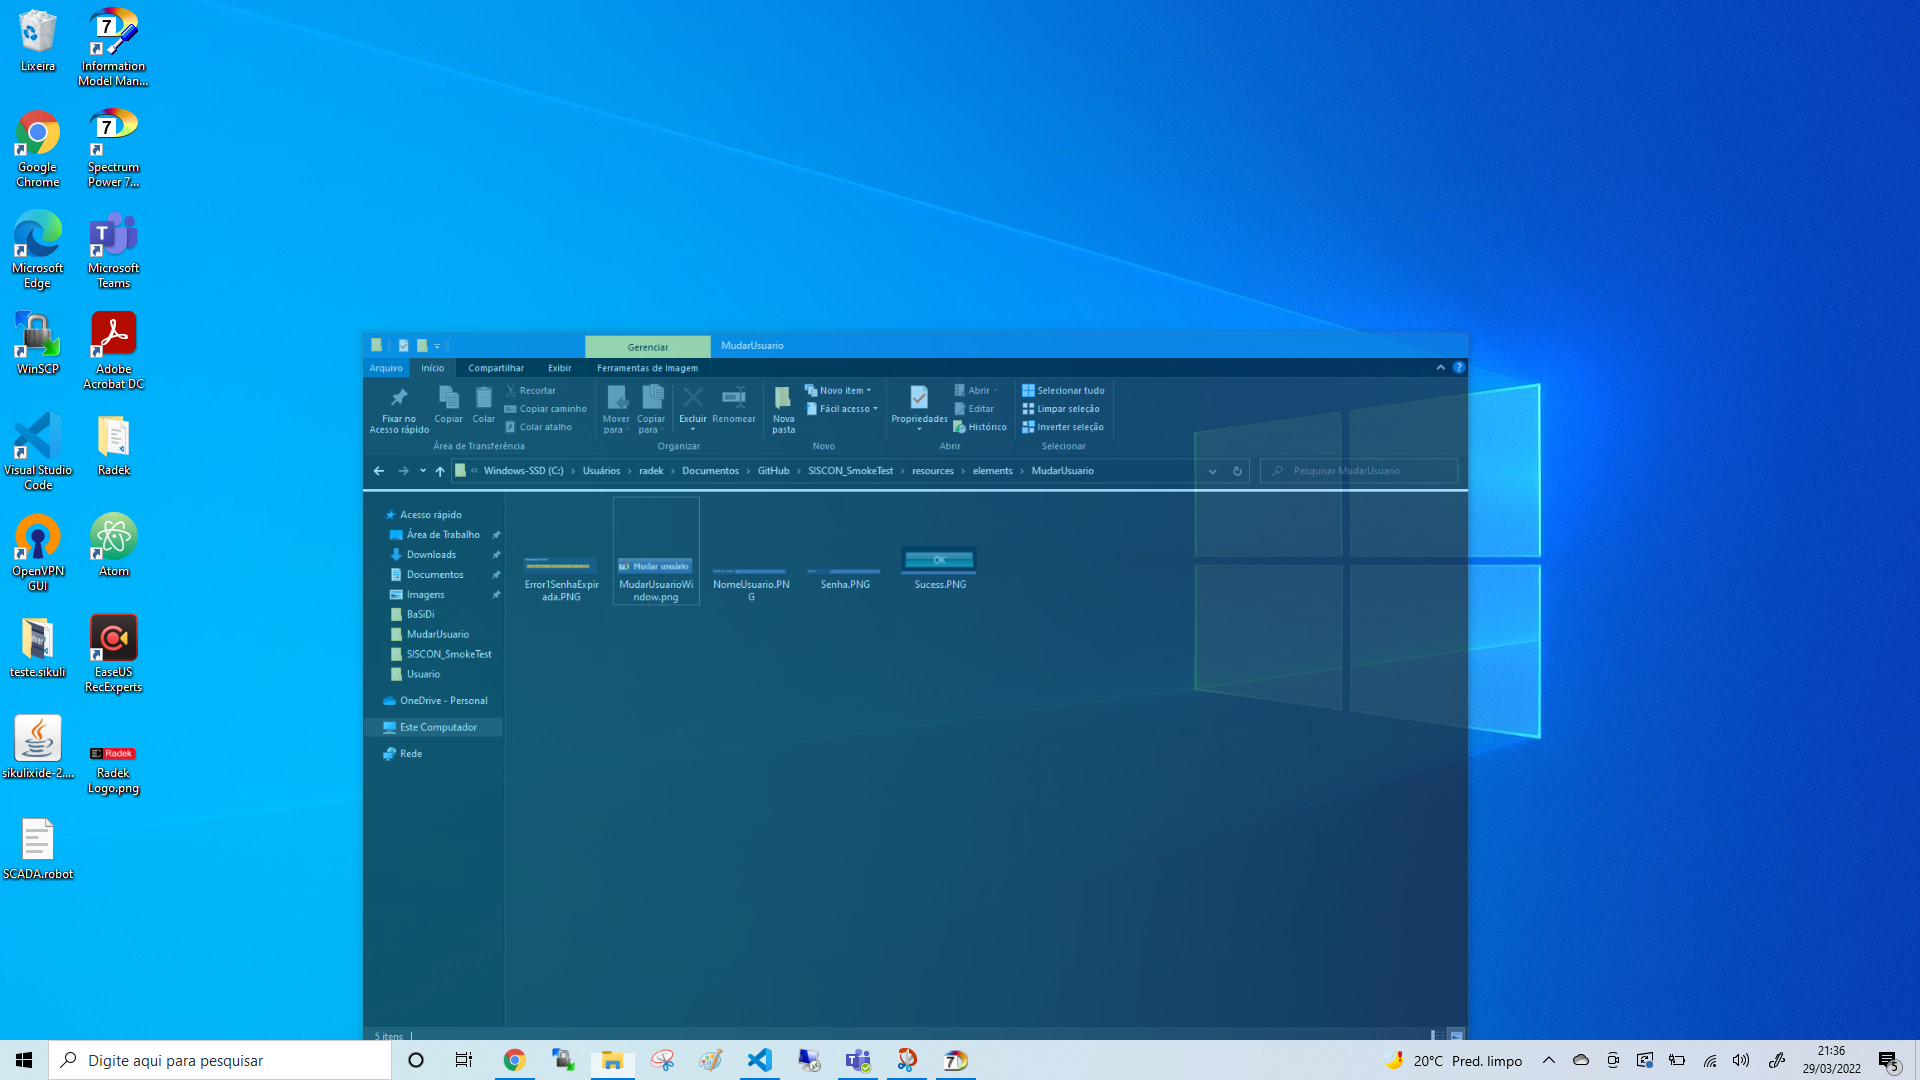 Lixeira
Information
Model Man...
Google
Chrome
Spectrum
Power 7...
Microsoft
Edge
Microsoft
Teams
WinSCP
Adobe
Acrobat DC
Visual Studio
Code
Radek
OpenVPN
GUI
Atom
teste.sikuli
EaseUS
RecExperts
sikulixide-2....
Radek
Radek
Logo.png
SCADA.robot
Gerenciar
MudarUsuario
Arquivo
Início
Compartilhar
Exibir
Ferramentas de Imagem
Fixar no
Acesso rápido
Copiar
Colar
Recortar
Copiar caminho
Colar atalho
Área de Transferência
Mover
para
Copiar
para
Excluir
Renomear
Organizar
Nova
pasta
Novo item
Fácil acesso
Novo
Propriedades
Abrir
Editar
Histórico
Abrir
Selecionar tudo
Limpar seleção
Inverter seleção
Selecionar
« Windows-SSD (C:) › Usuários › radek › Documentos › GitHub › SISCON_SmokeTest › resources › elements › MudarUsuario
Pesquisar MudarUsuario
Acesso rápido
Área de Trabalho
Downloads
Documentos
Imagens
BaSiDi
MudarUsuario
SISCON_SmokeTest
Usuario
OneDrive - Personal
Este Computador
Rede
Error1SenhaExpir
ada.PNG
Mudar usuário
MudarUsuarioWi
ndow.png
NomeUsuario.PN
G
Senha.PNG
OK
Sucess.PNG
5 itens
Digite aqui para pesquisar
20°C Pred. limpo
21:36
29/03/2022
5